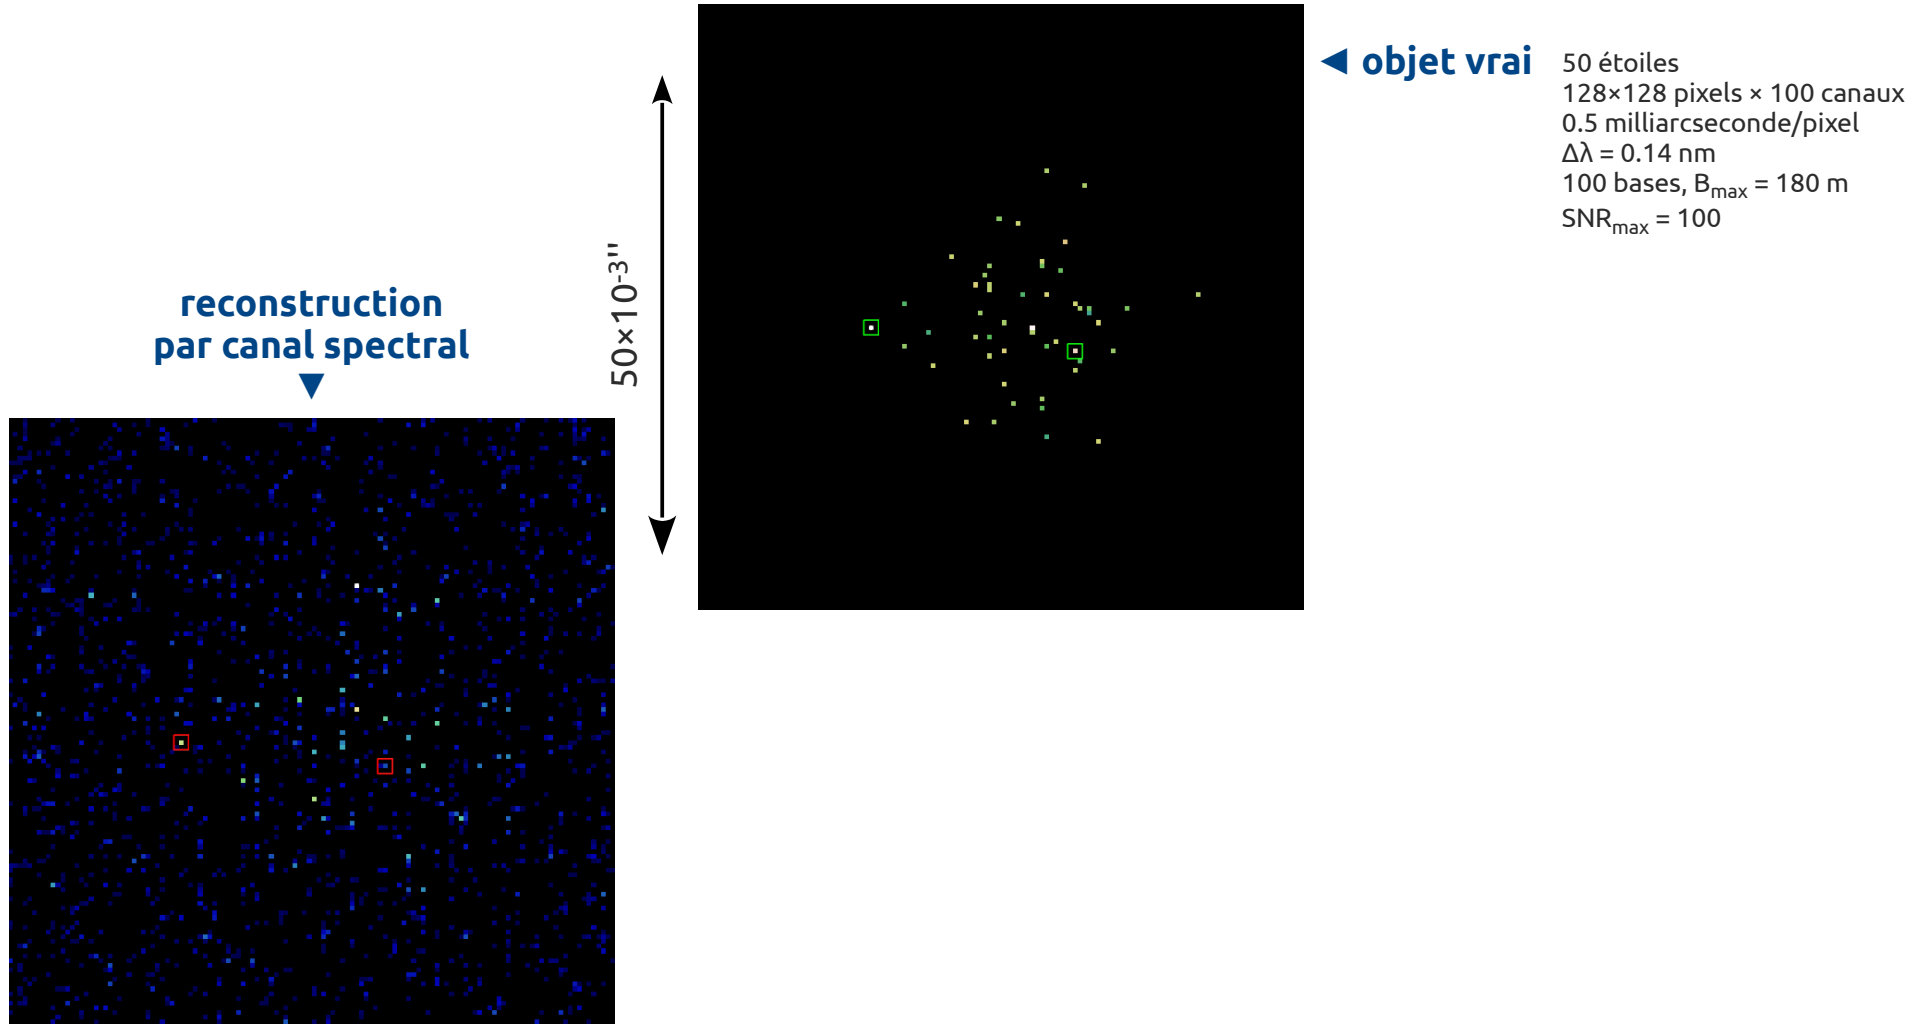 ◀ objet vrai
50 étoiles
128×128 pixels × 100 canaux
0.5 milliarcseconde/pixel
Δλ = 0.14 nm
100 bases, Bmax = 180 m
SNRmax = 100
50×10-3"
reconstruction
par canal spectral
▼